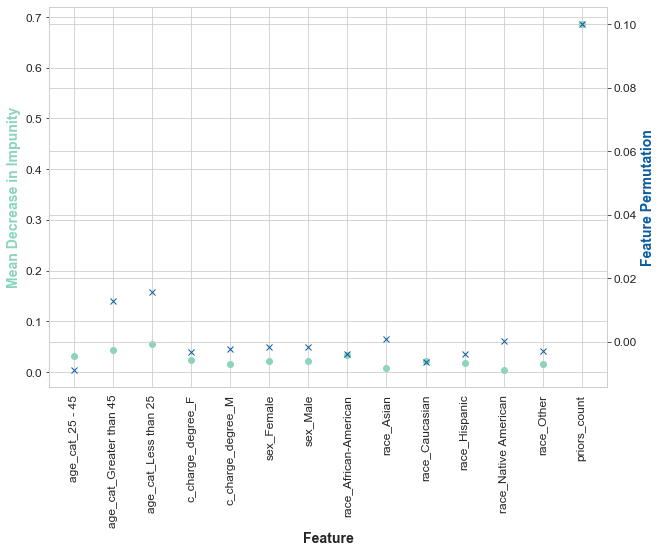 0.7
0.6
0.5
0.4
0.3
0.2
0.1
0.0
Mean Decrease in Impunity
0.10
0.08
0.06
0.04
0.02
0.00
Feature Permutation
age_cat_25 - 45
age_cat_Greater than 45
age_cat_Less than 25
c_charge_degree_F
c_charge_degree_M
sex_Female
sex_Male
race_African-American
race_Asian
race_Caucasian
race_Hispanic
race_Native American
race_Other
priors_count
Feature